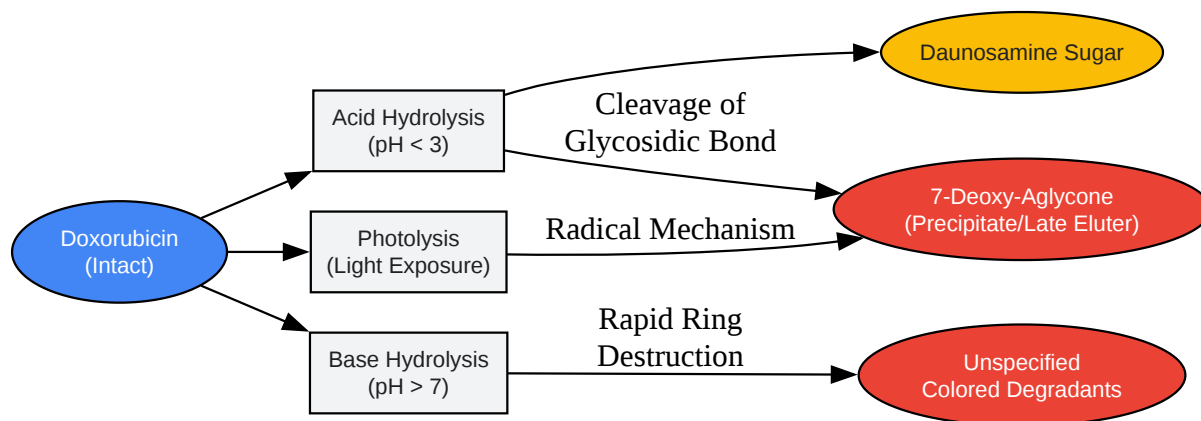 Daunosamine Sugar
Acid Hydrolysis
(pH < 3)
Cleavage of
Glycosidic Bond
7-Deoxy-Aglycone
(Precipitate/Late Eluter)
Doxorubicin
(Intact)
Photolysis
(Light Exposure)
Radical Mechanism
Base Hydrolysis
(pH > 7)
Rapid Ring
Destruction
Unspecified
Colored Degradants